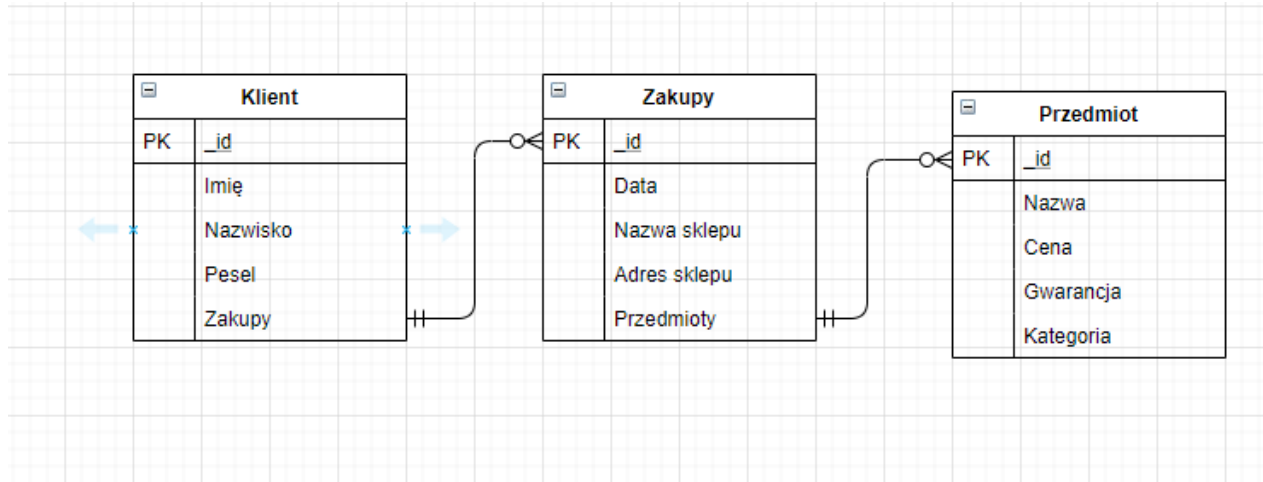 Klient
PK _id
Imię
Nazwisko
Pesel
Zakupy
Zakupy
PK _id
Data
Nazwa sklepu
Adres sklepu
Przedmioty
Przedmiot
PK _id
Nazwa
Cena
Gwarancja
Kategoria